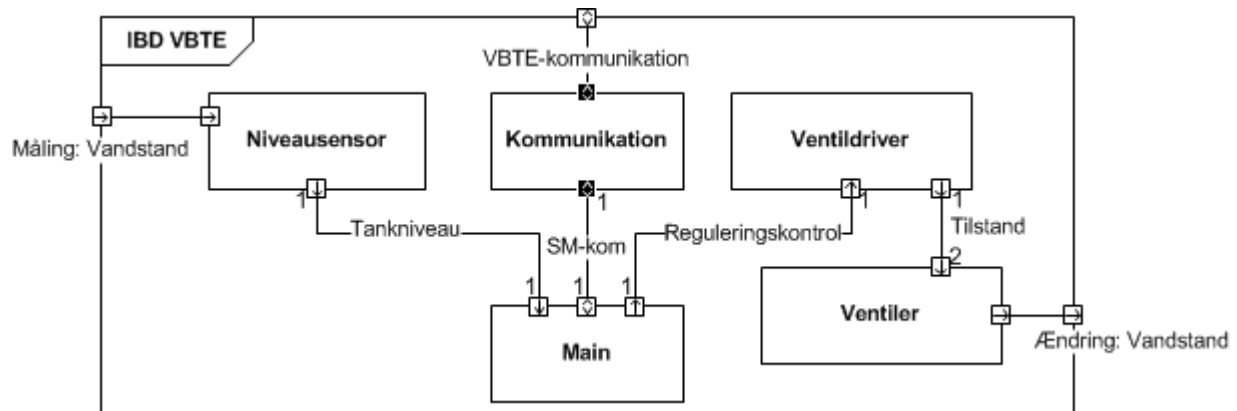 IBD VBTE
VBTE-kommunikation
Måling: Vandstand
Niveausensor
Kommunikation
Ventildriver
1
1
1
1
Tankniveau
SM-kom
Reguleringskontrol
Tilstand
2
1
1
1
Main
Ventiler
Ændring: Vandstand